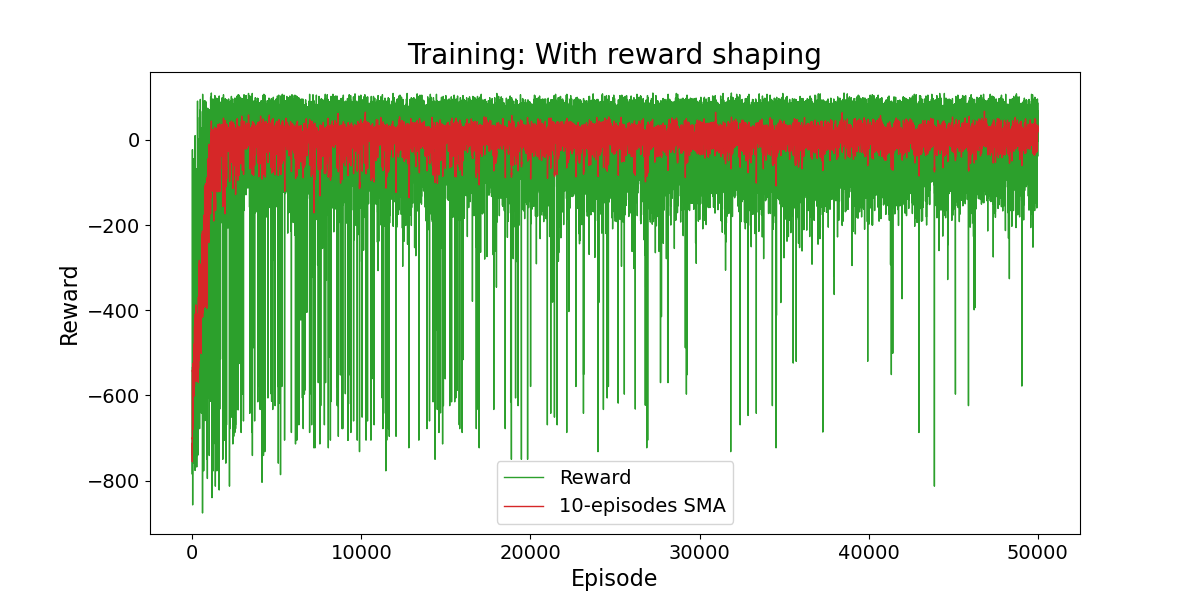 Training: With reward shaping
Reward
0
−200
−400
−600
−800
Reward
10-episodes SMA
0
10000
20000
30000
40000
50000
Episode